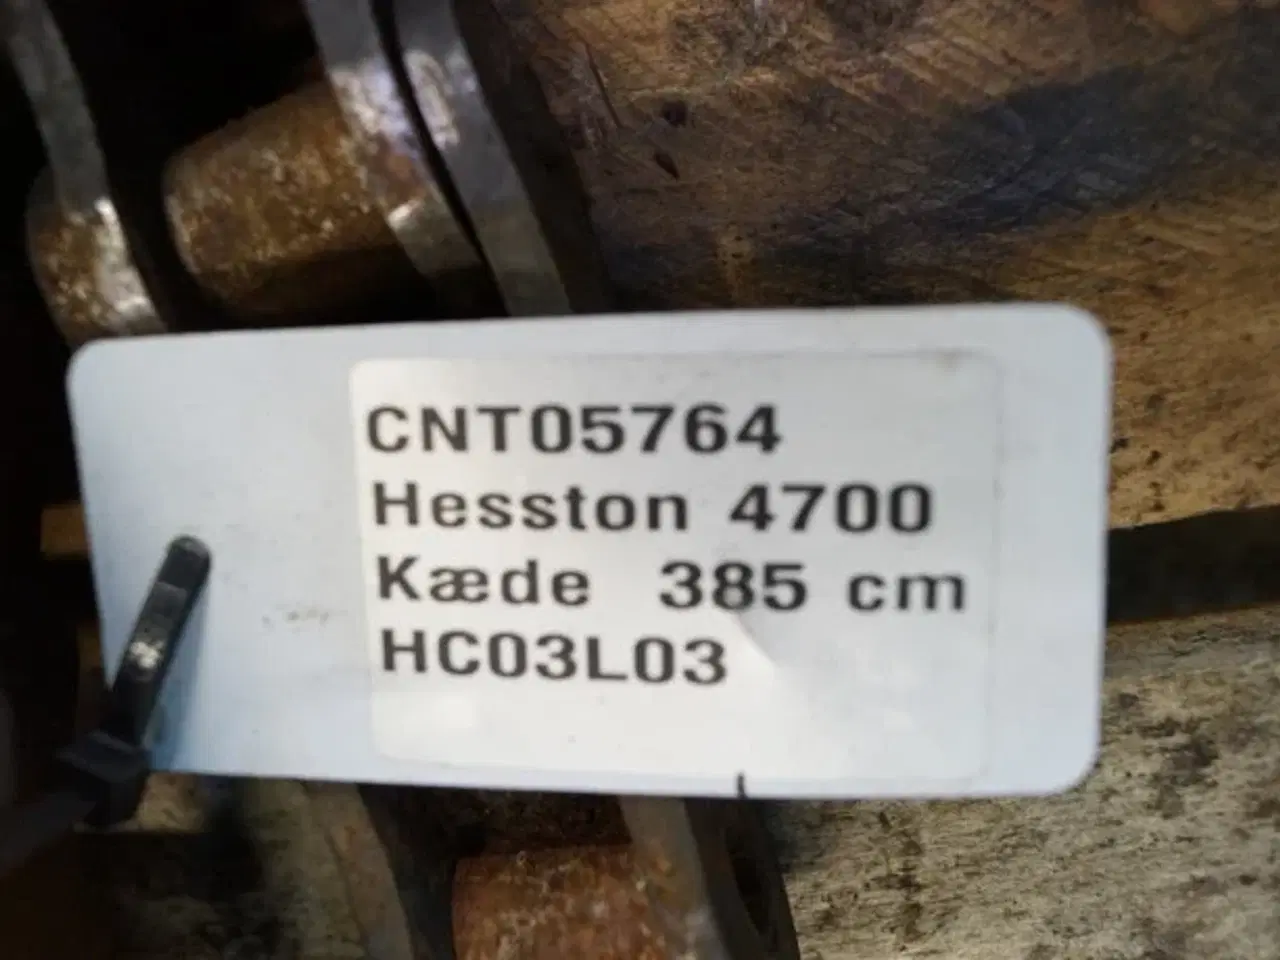 CNT05764
Hesston 4700
Kæde 385 cm
HC03L03